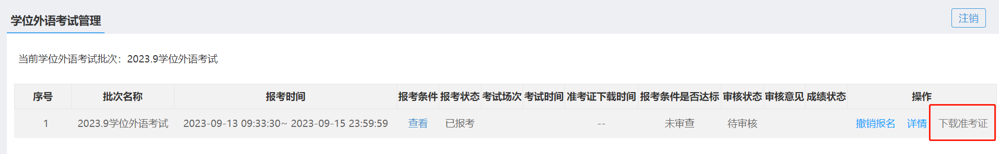 学位外语考试管理
注销
当前学位外语考试批次：2023.9学位外语考试
序号 批次名称 报考时间 报考条件 报考状态 考试场次 考试时间 准考证下载时间 报考条件是否达标 审核状态 审核意见 成绩状态 操作
1 2023.9学位外语考试 2023-09-13 09:33:30~ 2023-09-15 23:59:59 查看 已报考 -- 未审查 待审核 撤销报名 详情 下载准考证